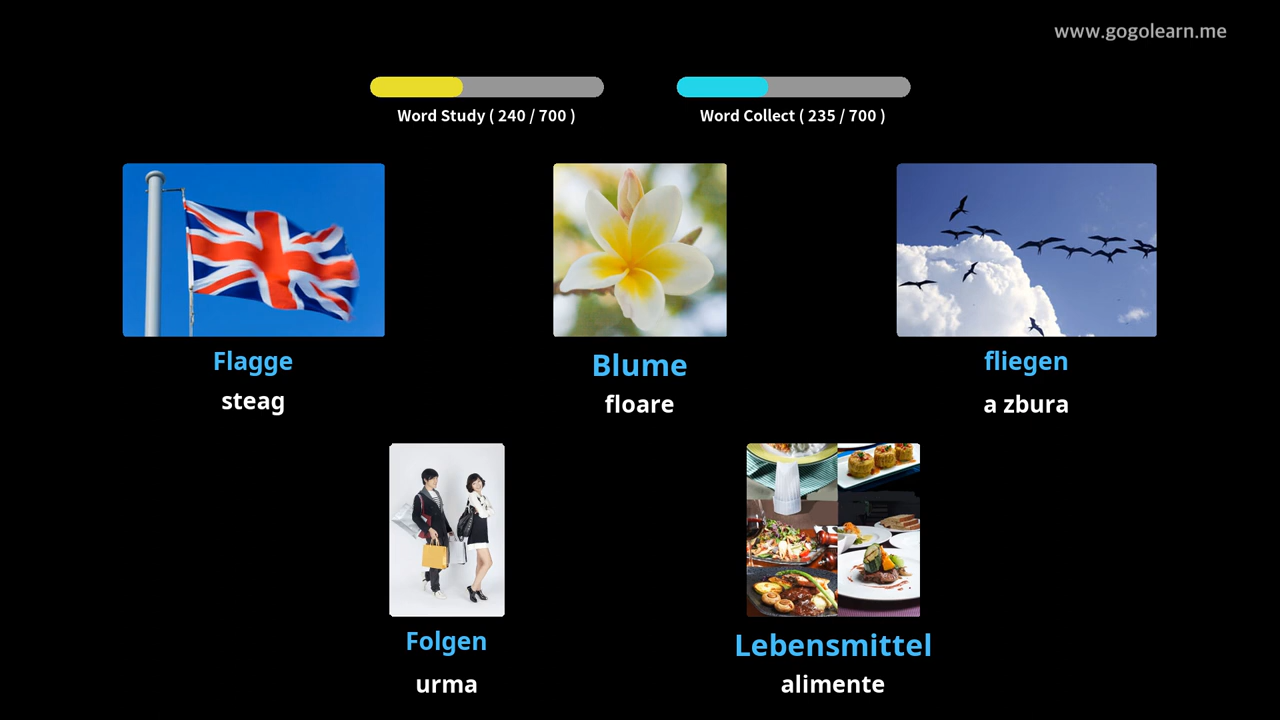 www.gogolearn.me
Word Study ( 240 / 700 )
Word Collect ( 235 / 700 )
Flagge
steag
Blume
floare
fliegen
a zbura
Folgen
urma
Lebensmittel
alimente